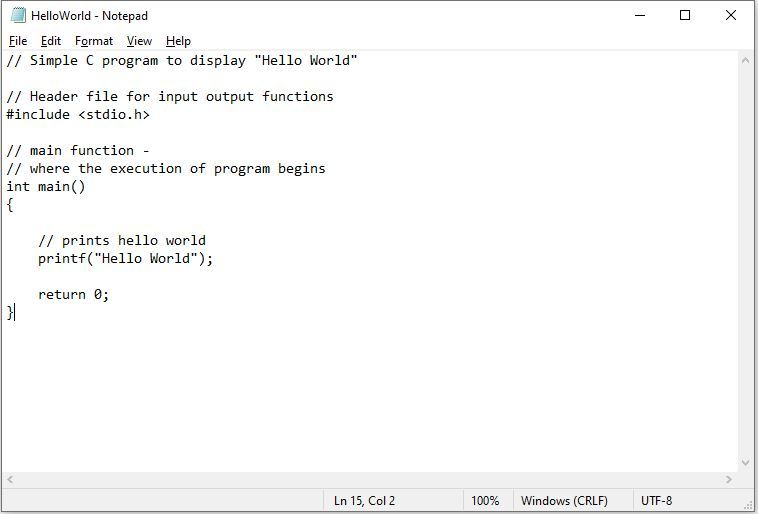 HelloWorld - Notepad
File Edit Format View Help
// Simple C program to display "Hello World"

// Header file for input output functions
#include <stdio.h>

// main function -
// where the execution of program begins
int main()
{

    // prints hello world
    printf("Hello World");

    return 0;
}
Ln 15, Col 2 100% Windows (CRLF) UTF-8